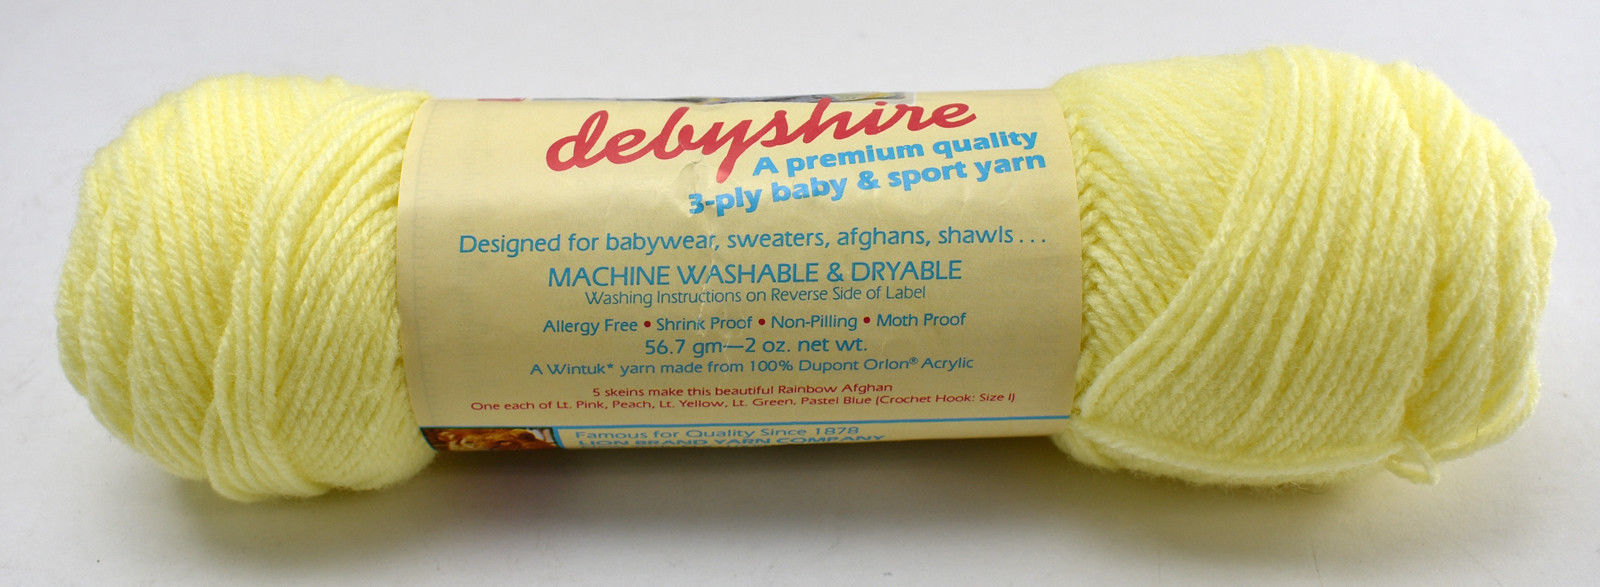 debyshire
A premium quality
3-ply baby & sport yarn
Designed for babywear, sweaters, afghans, shawls...
MACHINE WASHABLE & DRYABLE
Washing Instructions on Reverse Side of Label
Allergy Free • Shrink Proof • Non-Pilling • Moth Proof
56.7 gm—2 oz. net wt.
A Wintuk* yarn made from 100% Dupont Orlon® Acrylic
5 skeins make this beautiful Rainbow Afghan
One each of Lt. Pink, Peach, Lt. Yellow, Lt. Green, Pastel Blue (Crochet Hook: Size I)
Famous for Quality Since 1878
LION BRAND YARN COMPANY